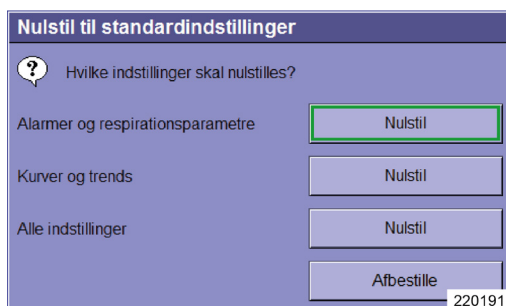 Nulstil til standardindstillinger
? Hvilke indstillinger skal nulstilles?
Alarmer og respirationsparametre Nulstil
Kurver og trends Nulstil
Alle indstillinger Nulstil
Afbestille
220191